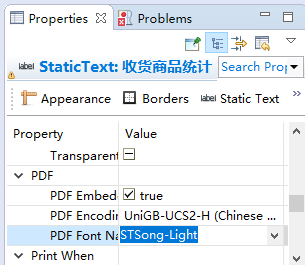 Properties Problems
label StaticText: 收货商品统计 Search Prop
Appearance Borders label Static Text »
Property Value
Transparent
PDF
PDF Embed true
PDF Encodin UniGB-UCS2-H (Chinese ...
PDF Font Na STSong-Light
Print When